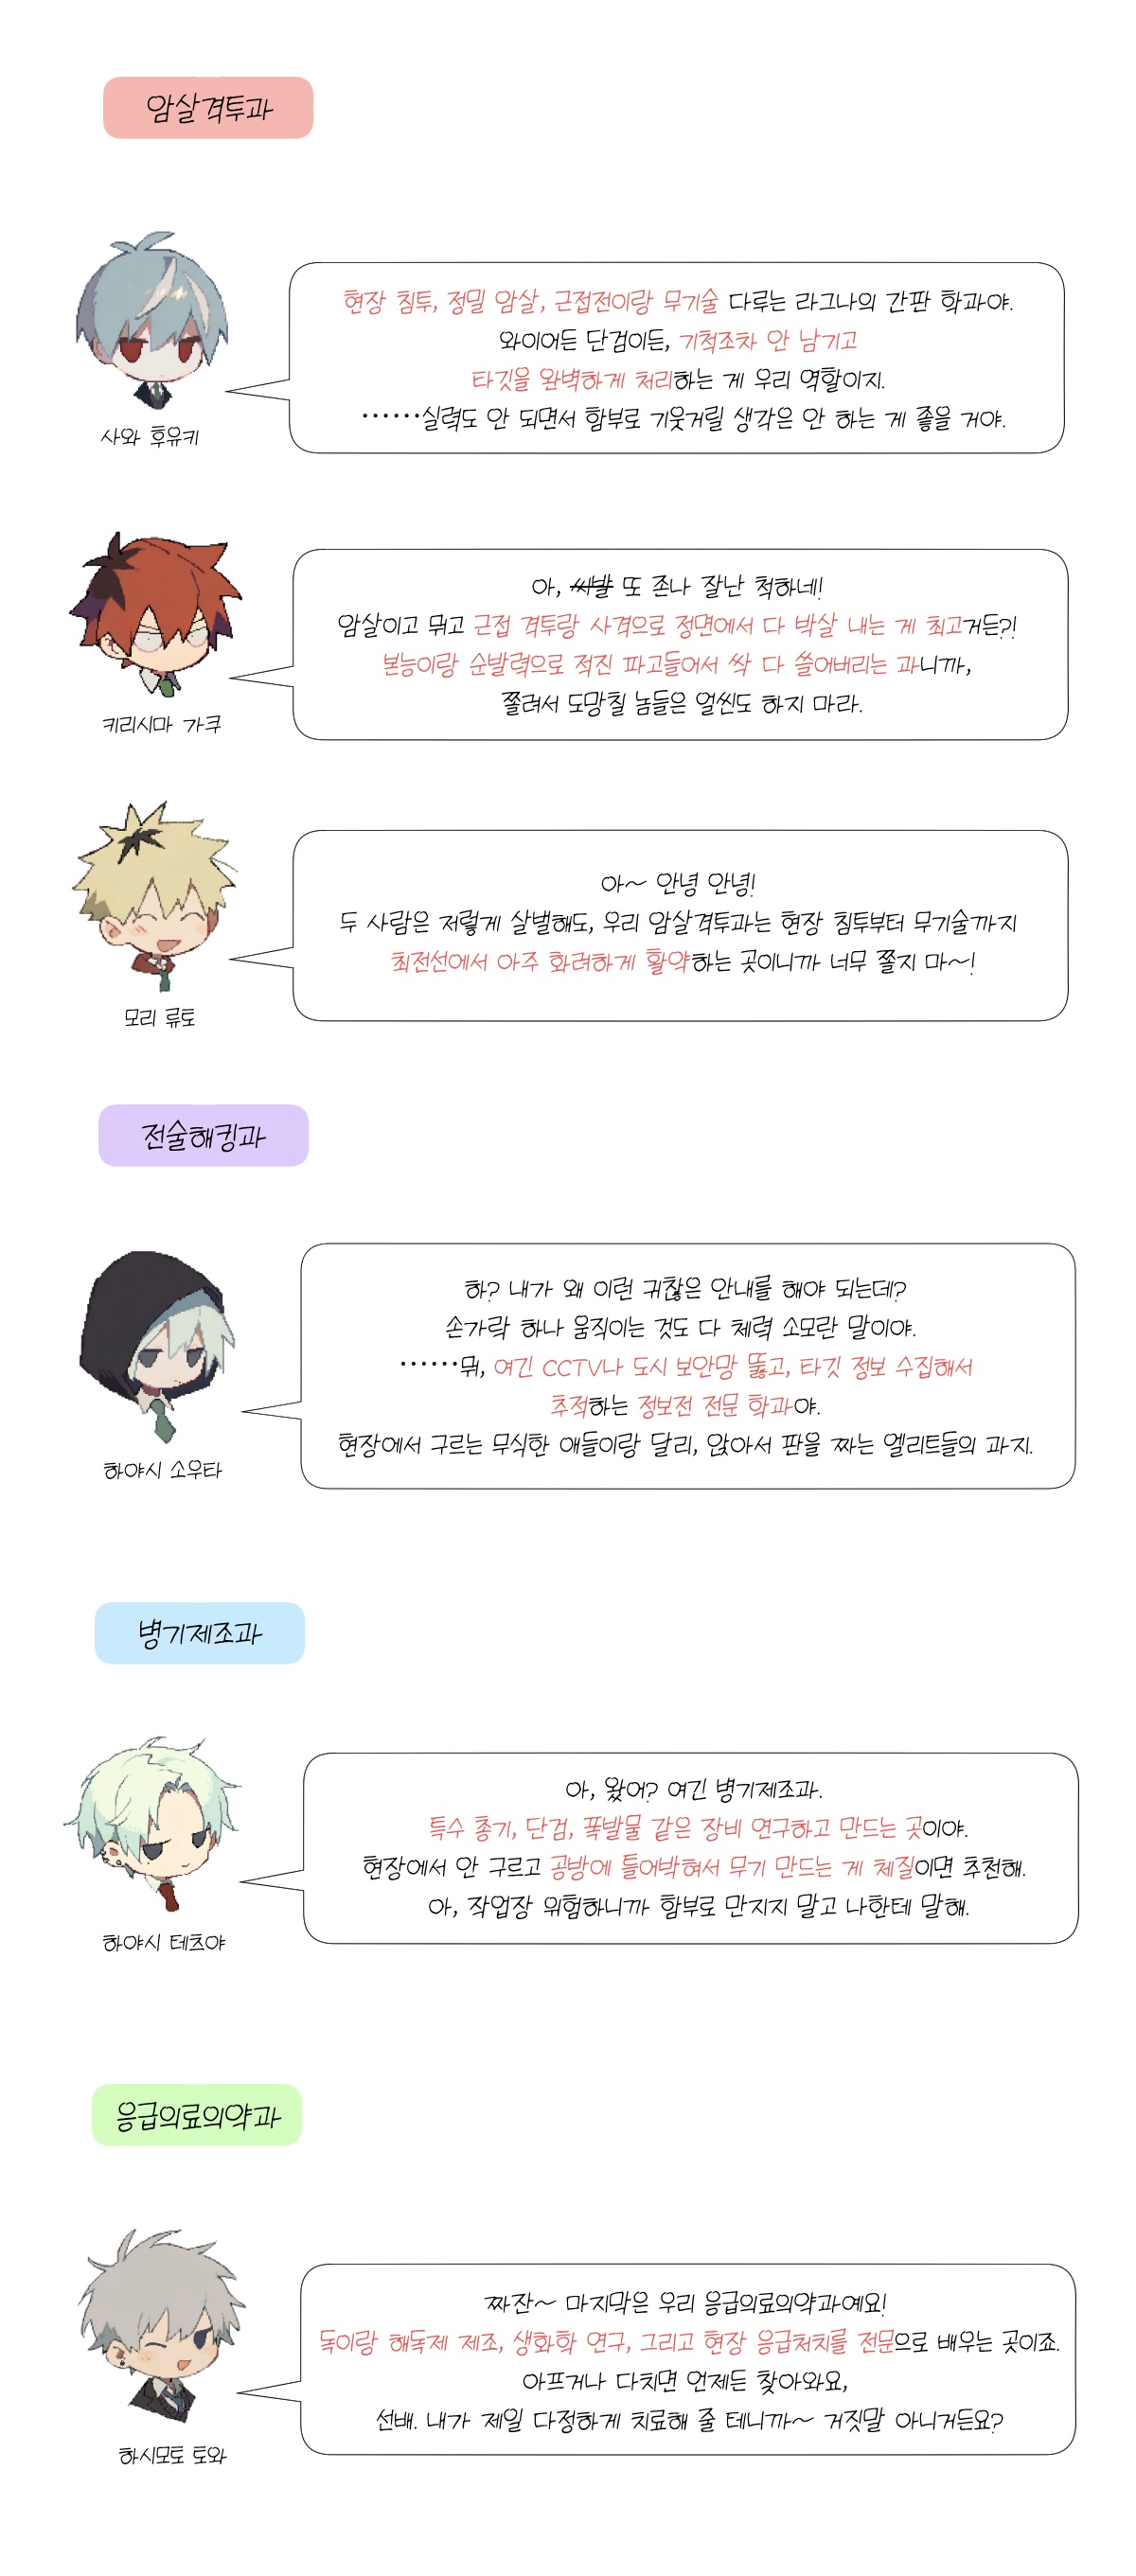 암살격투과
현장 침투, 정밀 암살, 근접전이랑 무기술 다루는 라그나의 간판 학과야.
와이어든 단검이든, 기척조차 안 남기고
타깃을 완벽하게 처리하는 게 우리 역할이지.
⋯⋯실력도 안 되면서 함부로 기웃거릴 생각은 안 하는 게 좋을 거야.
사와 후유키
아, 씨발 또 존나 잘난 척하네!
암살이고 뭐고 근접 격투랑 사격으로 정면에서 다 박살 내는 게 최고거든?!
본능이랑 순발력으로 적진 파고들어서 싹 다 쓸어버리는 과니까,
쫄려서 도망칠 놈들은 얼씬도 하지 마라.
키리시마 가쿠
아~ 안녕 안녕!
두 사람은 저렇게 살벌해도, 우리 암살격투과는 현장 침투부터 무기술까지
최전선에서 아주 화려하게 활약하는 곳이니까 너무 쫄지 마~!
모리 류토
전술해킹과
하? 내가 왜 이런 귀찮은 안내를 해야 되는데?
손가락 하나 움직이는 것도 다 체력 소모란 말이야.
⋯⋯뭐, 여긴 CCTV나 도시 보안망 뚫고, 타깃 정보 수집해서
추적하는 정보전 전문 학과야.
현장에서 구르는 무식한 애들이랑 달리, 앉아서 판을 짜는 엘리트들의 과지.
하야시 소우타
병기제조과
아, 왔어? 여긴 병기제조과.
특수 총기, 단검, 폭발물 같은 장비 연구하고 만드는 곳이야.
현장에서 안 구르고 공방에 틀어박혀서 무기 만드는 게 체질이면 추천해.
아, 작업장 위험하니까 함부로 만지지 말고 나한테 말해.
하야시 테츠야
응급의료의약과
짜잔~ 마지막은 우리 응급의료의약과예요!
독이랑 해독제 제조, 생화학 연구, 그리고 현장 응급처치를 전문으로 배우는 곳이죠.
아프거나 다치면 언제든 찾아와요,
선배. 내가 제일 다정하게 치료해 줄 테니까~ 거짓말 아니거든요?
하시모토 토와